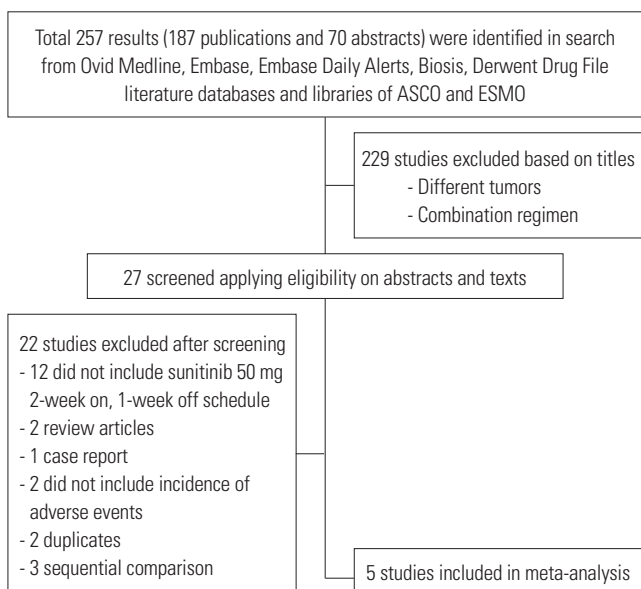 Total 257 results (187 publications and 70 abstracts) were identified in search
from Ovid Medline, Embase, Embase Daily Alerts, Biosis, Derwent Drug File
literature databases and libraries of ASCO and ESMO
229 studies excluded based on titles
- Different tumors
- Combination regimen
27 screened applying eligibility on abstracts and texts
22 studies excluded after screening
- 12 did not include sunitinib 50 mg
2-week on, 1-week off schedule
- 2 review articles
- 1 case report
- 2 did not include incidence of
adverse events
- 2 duplicates
- 3 sequential comparison
5 studies included in meta-analysis